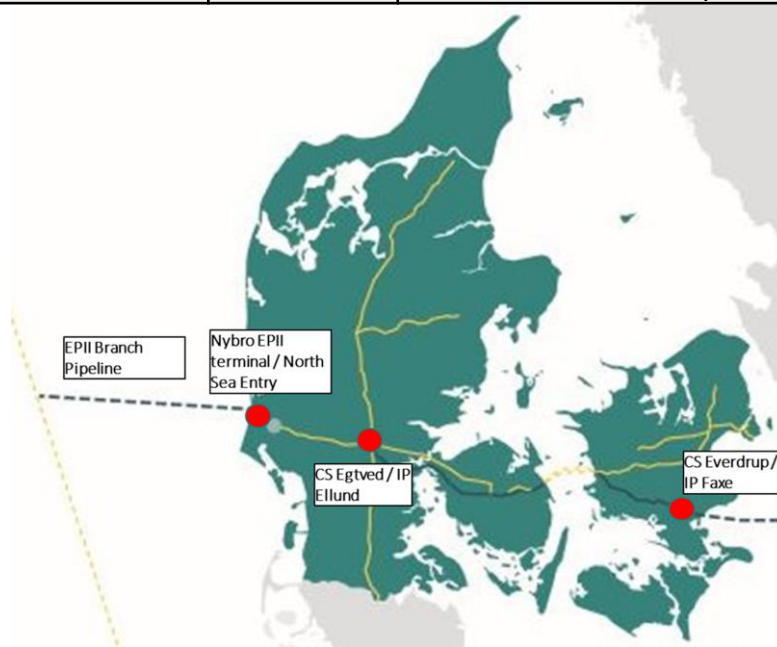 EPII Branch
Pipeline
Nybro EPII
terminal / North
Sea Entry
CS Egtved / IP
Ellund
CS Everdrup /
IP Faxe